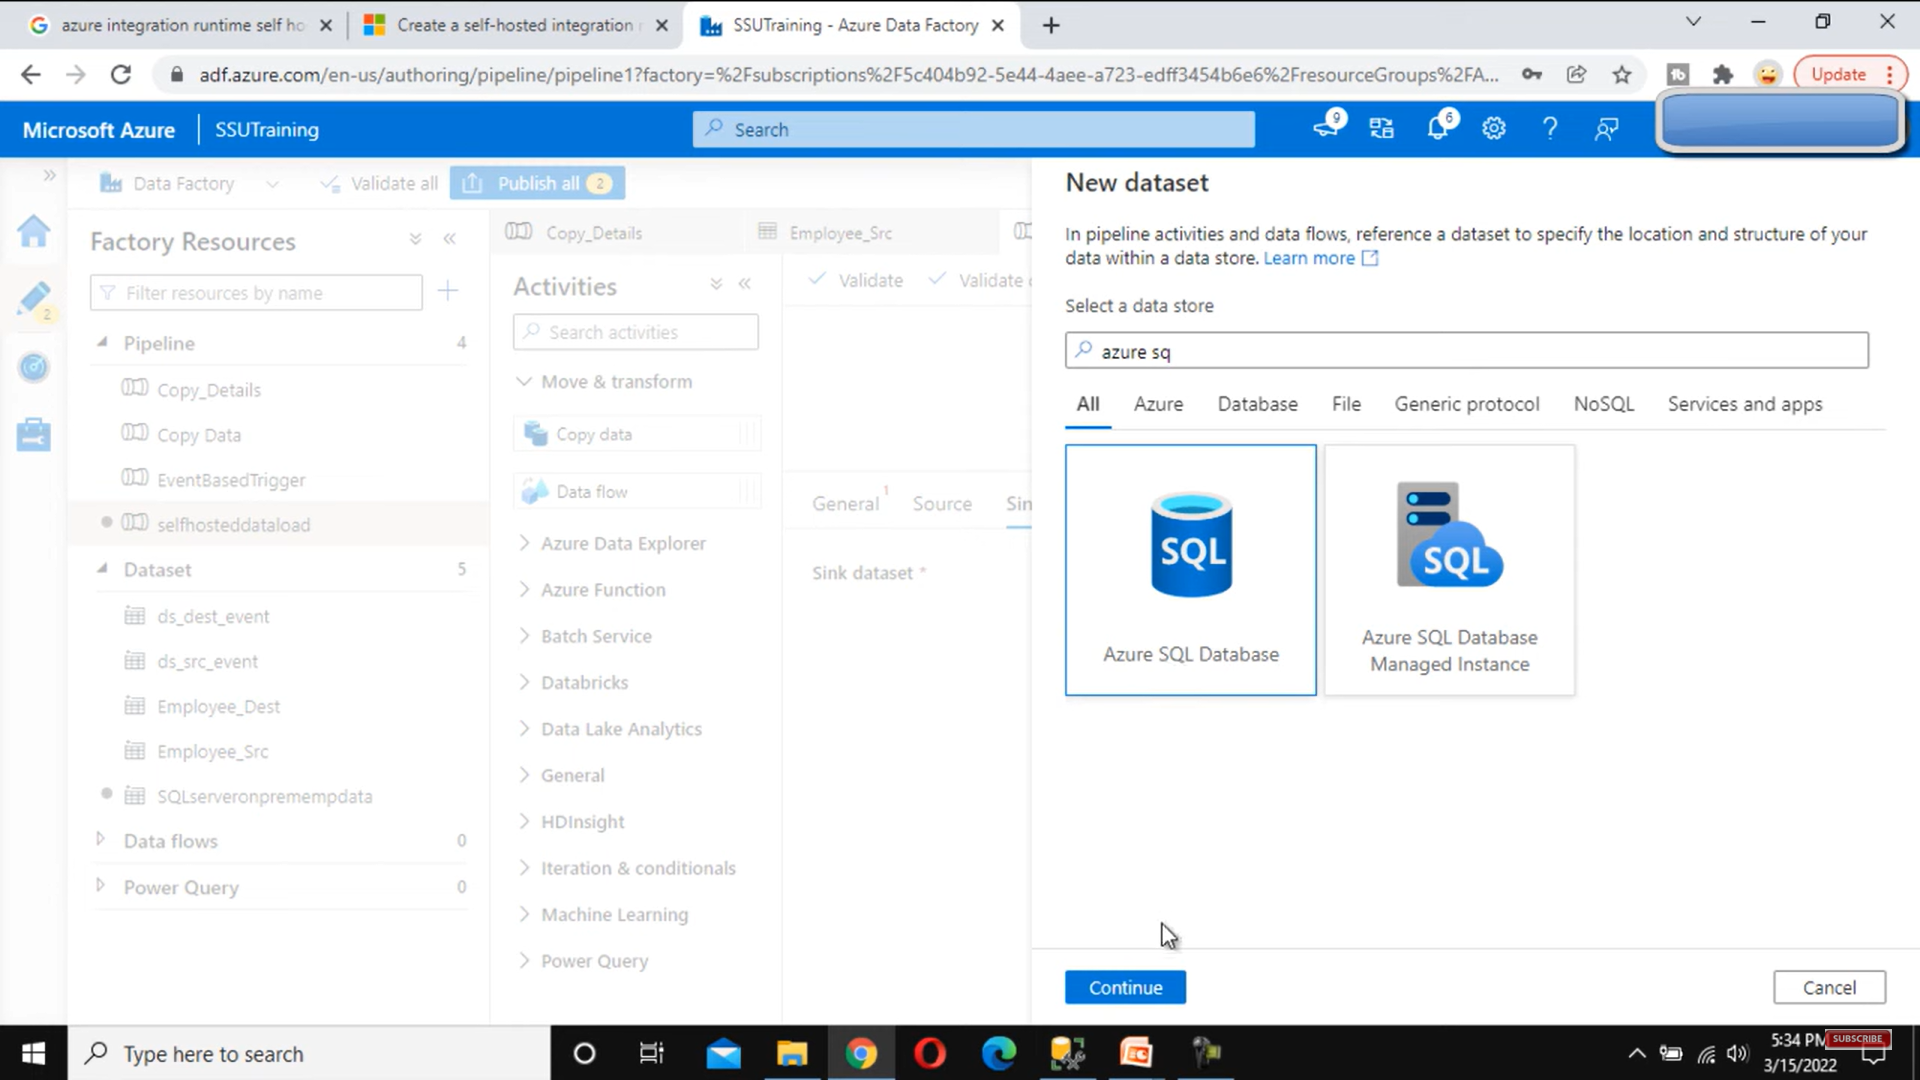 azure integration runtime self ho
Create a self-hosted integration r
SSUTraining - Azure Data Factory
adf.azure.com/en-us/authoring/pipeline/pipeline1?factory=%2Fsubscriptions%2F5c404b92-5e44-4aee-a723-edff3454b6e6%2FresourceGroups%2FA...
Update
Microsoft Azure
SSUTraining
Search
9
6
Data Factory
Validate all
Publish all 2
Factory Resources
Filter resources by name
2
Pipeline 4
Copy_Details
Copy Data
EventBasedTrigger
selfhosteddataload
Dataset 5
ds_dest_event
ds_src_event
Employee_Dest
Employee_Src
SQLserveronprememp​data
Data flows 0
Power Query 0
Copy_Details
Employee_Src
Activities
Search activities
Move & transform
Copy data
Data flow
Azure Data Explorer
Azure Function
Batch Service
Databricks
Data Lake Analytics
General
HDInsight
Iteration & conditionals
Machine Learning
Power Query
Validate
Validate
General 1
Source
Sin
Sink dataset *
New dataset
In pipeline activities and data flows, reference a dataset to specify the location and structure of your
data within a data store. Learn more
Select a data store
azure sq
All Azure Database File Generic protocol NoSQL Services and apps
SQL
Azure SQL Database
SQL
Azure SQL Database
Managed Instance
Continue
Cancel
Type here to search
5:34 PM
3/15/2022
SUBSCRIBE